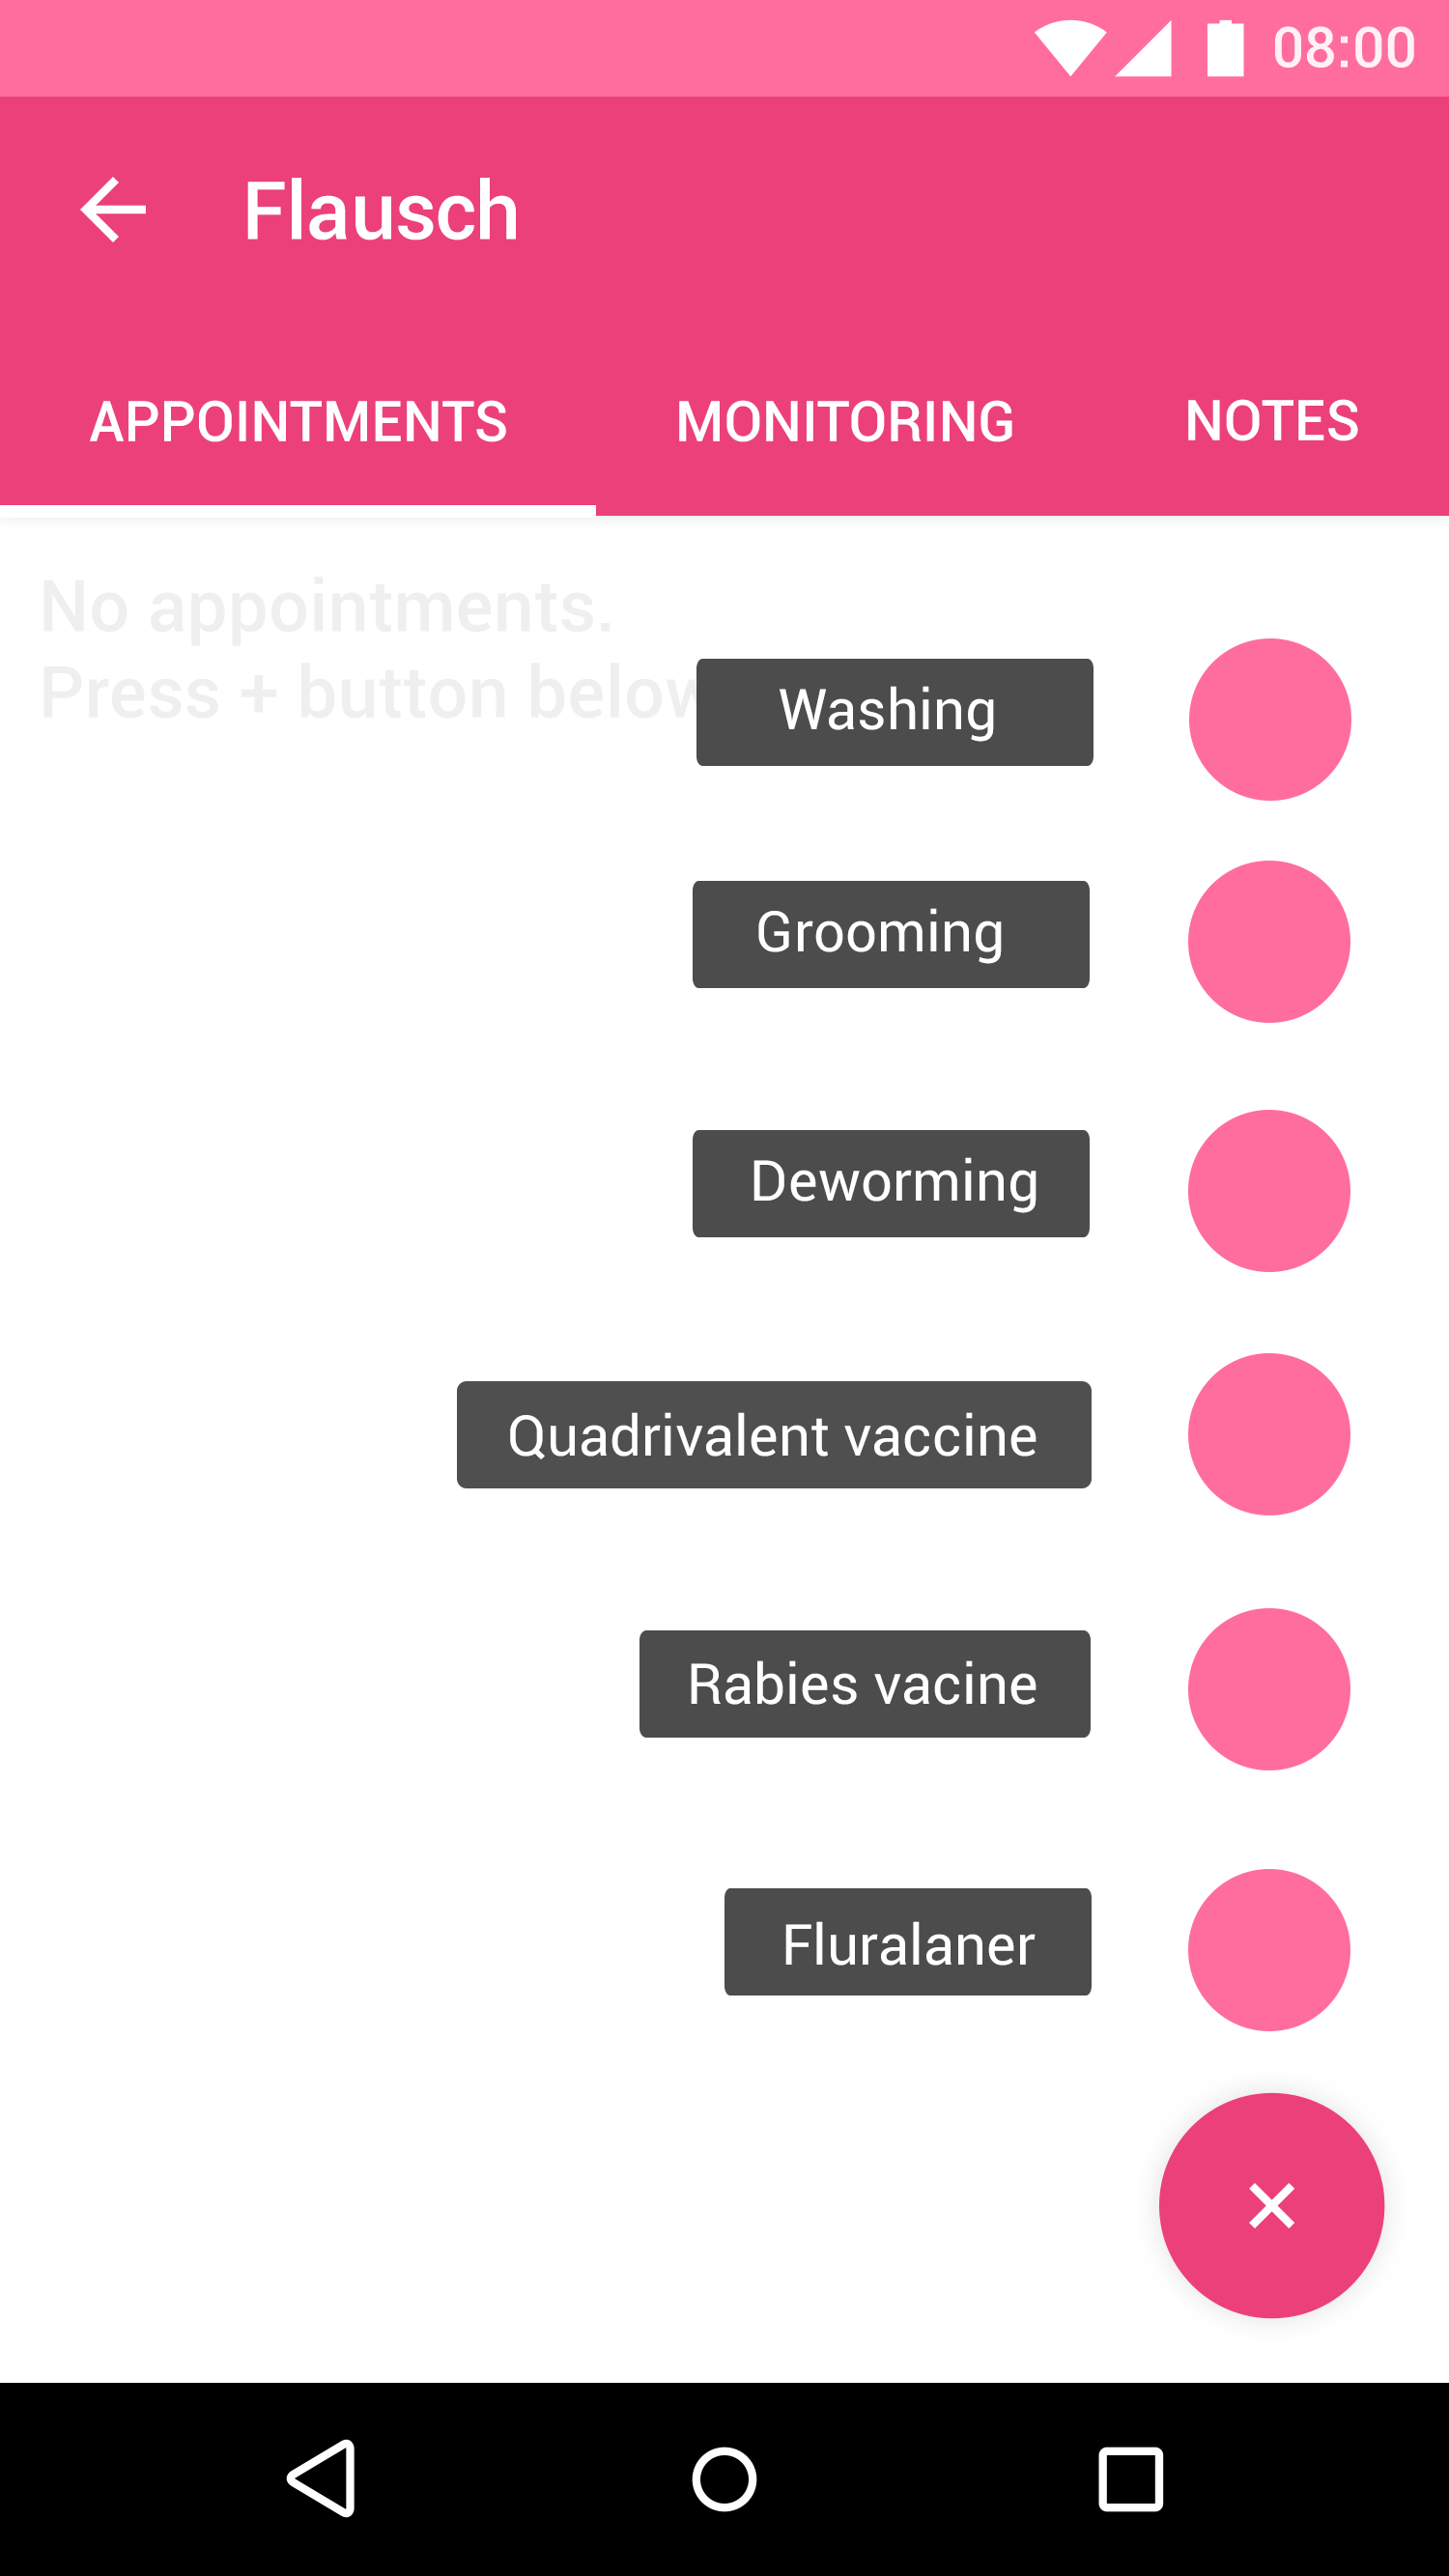 08:00
Flausch
APPOINTMENTS MONITORING NOTES
No appointments.
Press + button below
Washing
Grooming
Deworming
Quadrivalent vaccine
Rabies vacine
Fluralaner